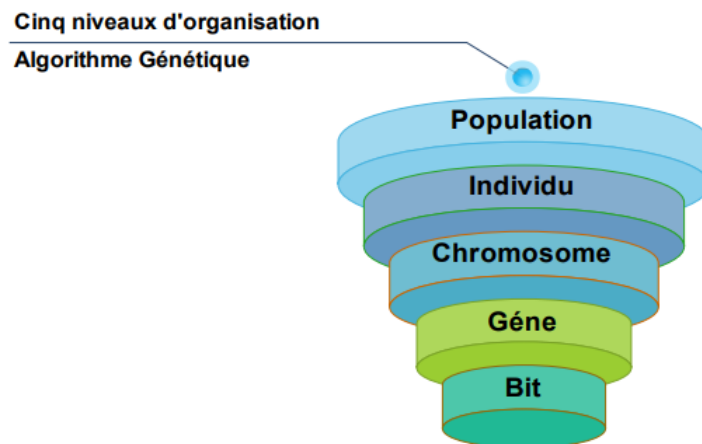 Cinq niveaux d'organisation
Algorithme Génétique
Population
Individu
Chromosome
Géne
Bit